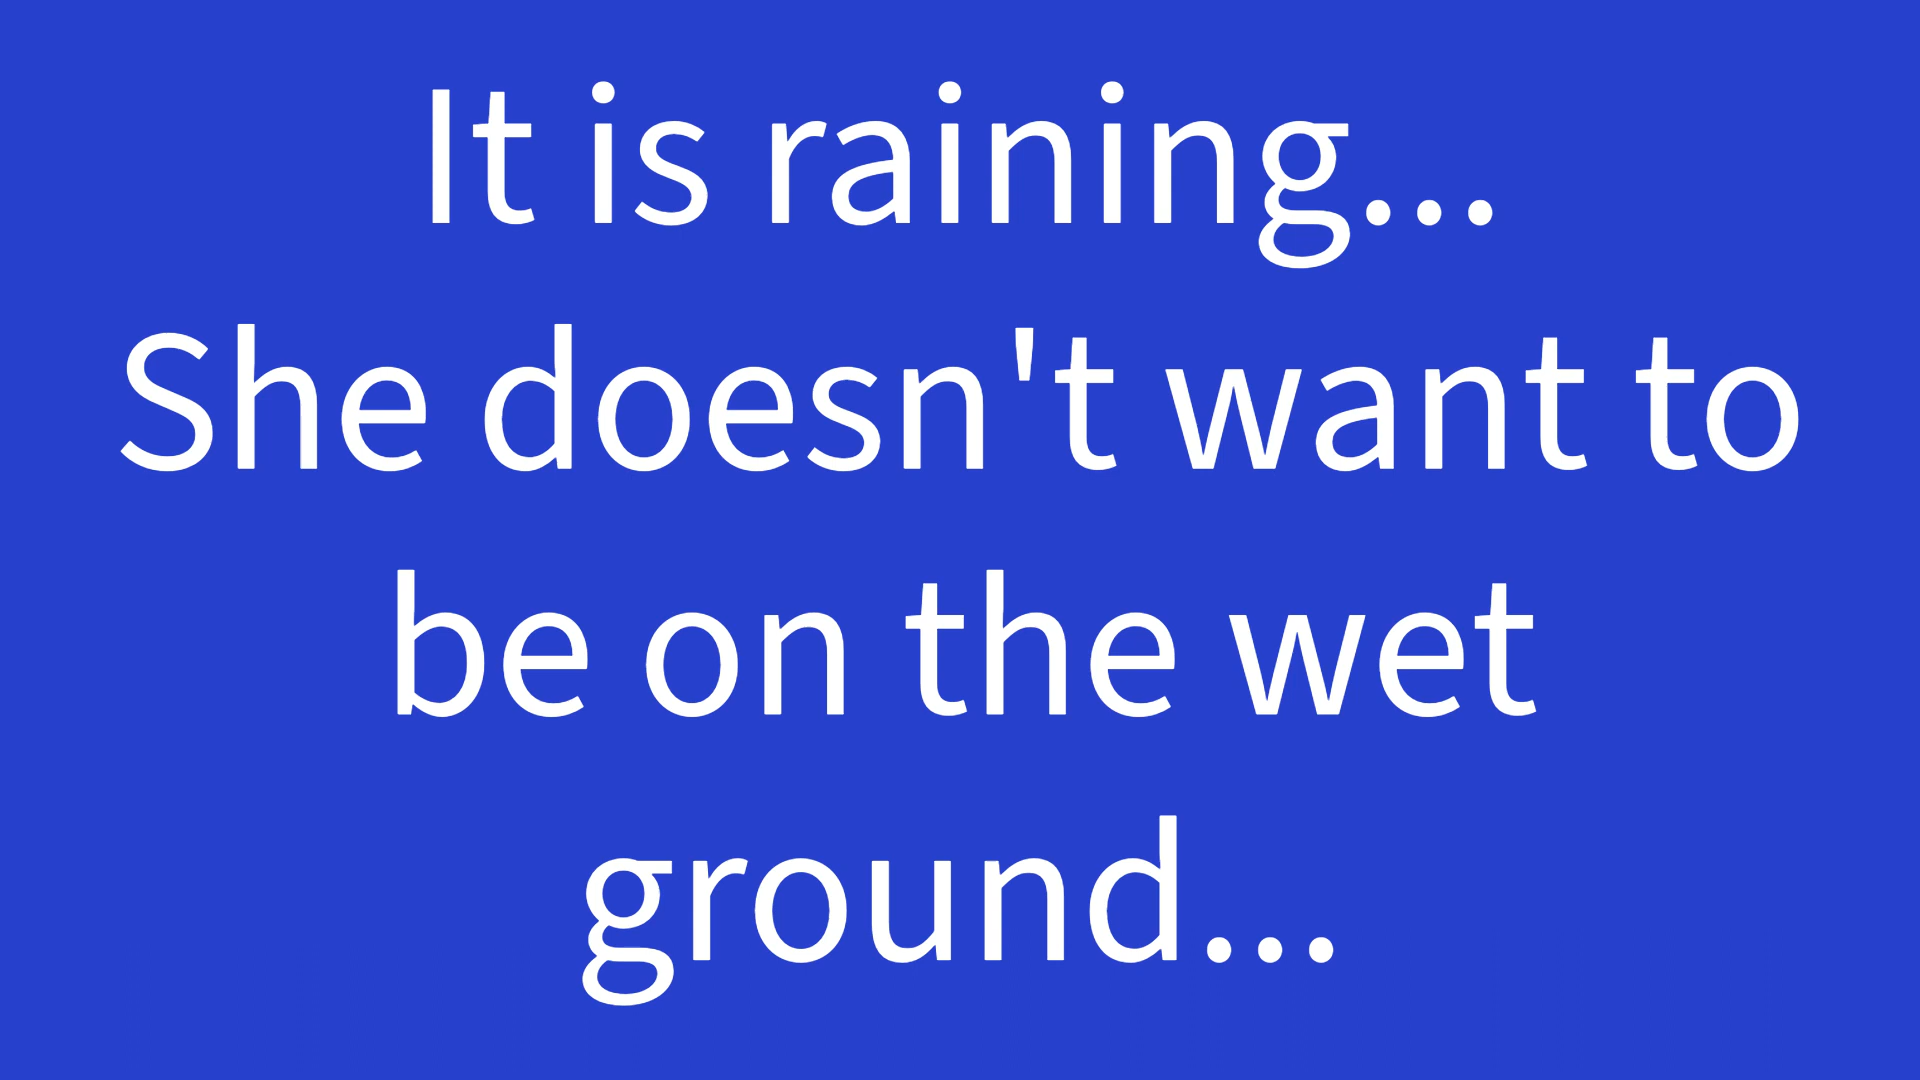 It is raining...
She doesn't want to
be on the wet
ground...